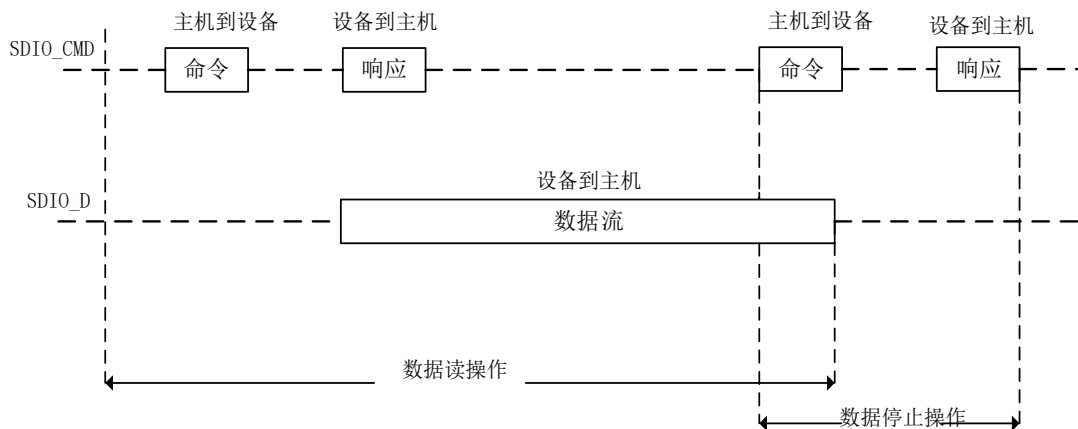 主机到设备
设备到主机
主机到设备
设备到主机
SDIO_CMD
命令
响应
命令
响应
设备到主机
SDIO_D
数据流
数据读操作
数据停止操作